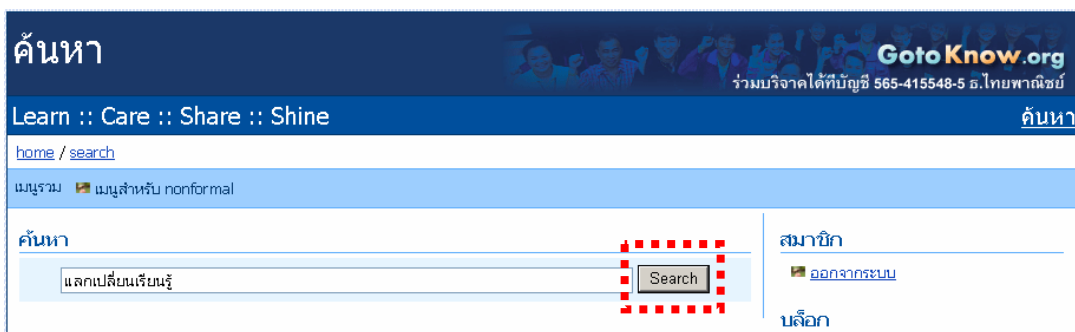 ค้นหา
GotoKnow.org
ร่วมบริจาคได้ที่บัญชี 565-415548-5 ธ.ไทยพาณิชย์
Learn :: Care :: Share :: Shine
ค้นหา
home / search
เมนูรวม เมนูสำหรับ nonformal
ค้นหา
สมาชิก
แลกเปลี่ยนเรียนรู้ Search
ออกจากระบบ
บล็อก